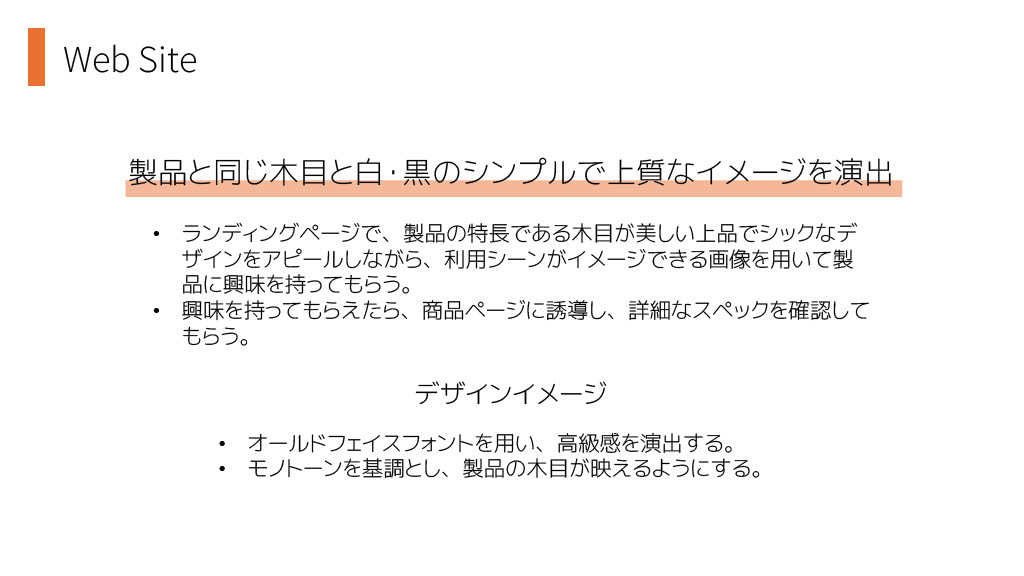 Web Site
製品と同じ木目と白・黒のシンプルで上質なイメージを演出
• ランディングページで、製品の特長である木目が美しい上品でシックなデ
ザインをアピールしながら、利用シーンがイメージできる画像を用いて製
品に興味を持ってもらう。
• 興味を持ってもらえたら、商品ページに誘導し、詳細なスペックを確認して
もらう。
デザインイメージ
• オールドフェイスフォントを用い、高級感を演出する。
• モノトーンを基調とし、製品の木目が映えるようにする。